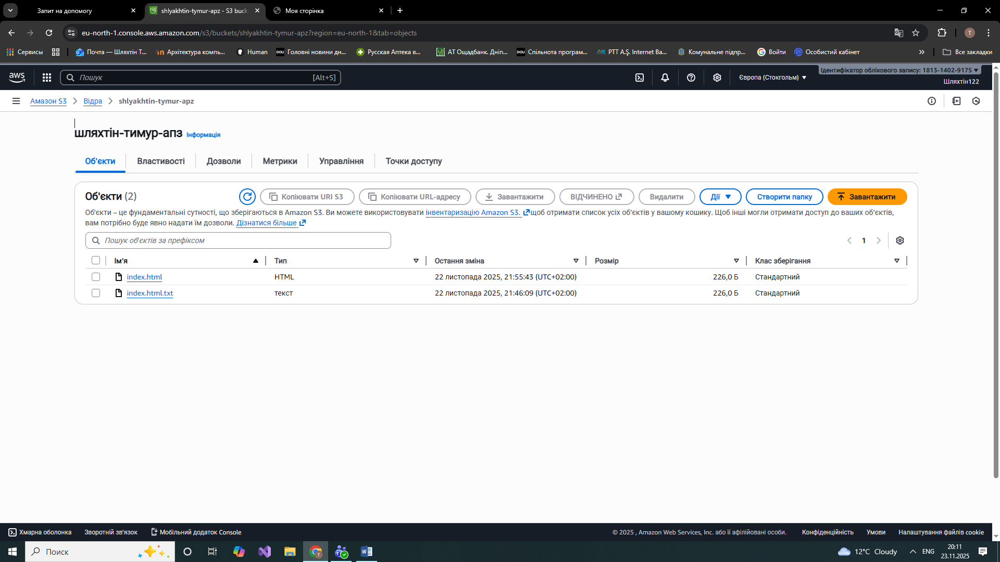 Запит на допомогу
shlyakhtin-tymur-apz - S3 buck
Моя сторінка
eu-north-1.console.aws.amazon.com/s3/buckets/shlyakhtin-tymur-apz?region=eu-north-1&tab=objects
T
Сервисы
Почта — Шляхтін Т...
Архітектура компь...
Human
DOU
Головні новини дн...
Русская Аптека в...
АТ Ощадбанк. Дніп...
DOU
Спільнота програм...
PTT A.Ş. Internet Ba...
Комунальне підпр...
Войти
Особистий кабінет
Все закладки
aws
Пошук
[Alt+S]
Європа (Стокгольм)
Ідентифікатор облікового запису: 1813-1402-9175
Шляхтін122
Амазон S3
Відра
shlyakhtin-tymur-apz
шляхтін-тимур-апз Інформація
Об'єкти
Властивості
Дозволи
Метрики
Управління
Точки доступу
Об'єкти (2)
Копіювати URI S3
Копіювати URL-адресу
Завантажити
ВІДЧИНЕНО
Видалити
Дії
Створити папку
Завантажити
Об'єкти – це фундаментальні сутності, що зберігаються в Amazon S3. Ви можете використовувати інвентаризацію Amazon S3. щоб отримати список усіх об’єктів у вашому кошику. Щоб інші могли отримати доступ до ваших об’єктів,
вам потрібно буде явно надати їм дозволи. Дізнатися більше
Пошук об'єктів за префіксом
1
Ім'я
Тип
Остання зміна
Розмір
Клас зберігання
index.html
HTML
22 листопада 2025, 21:55:43 (UTC+02:00)
226,0 Б
Стандартний
index.html.txt
текст
22 листопада 2025, 21:46:09 (UTC+02:00)
226,0 Б
Стандартний
Хмарна оболонка
Зворотній зв'язок
Мобільний додаток Console
© 2025 , Amazon Web Services, Inc. або її афілійовані особи.
Конфіденційність
Умови
Налаштування файлів cookie
Поиск
12°C Cloudy
ENG
20:11
23.11.2025